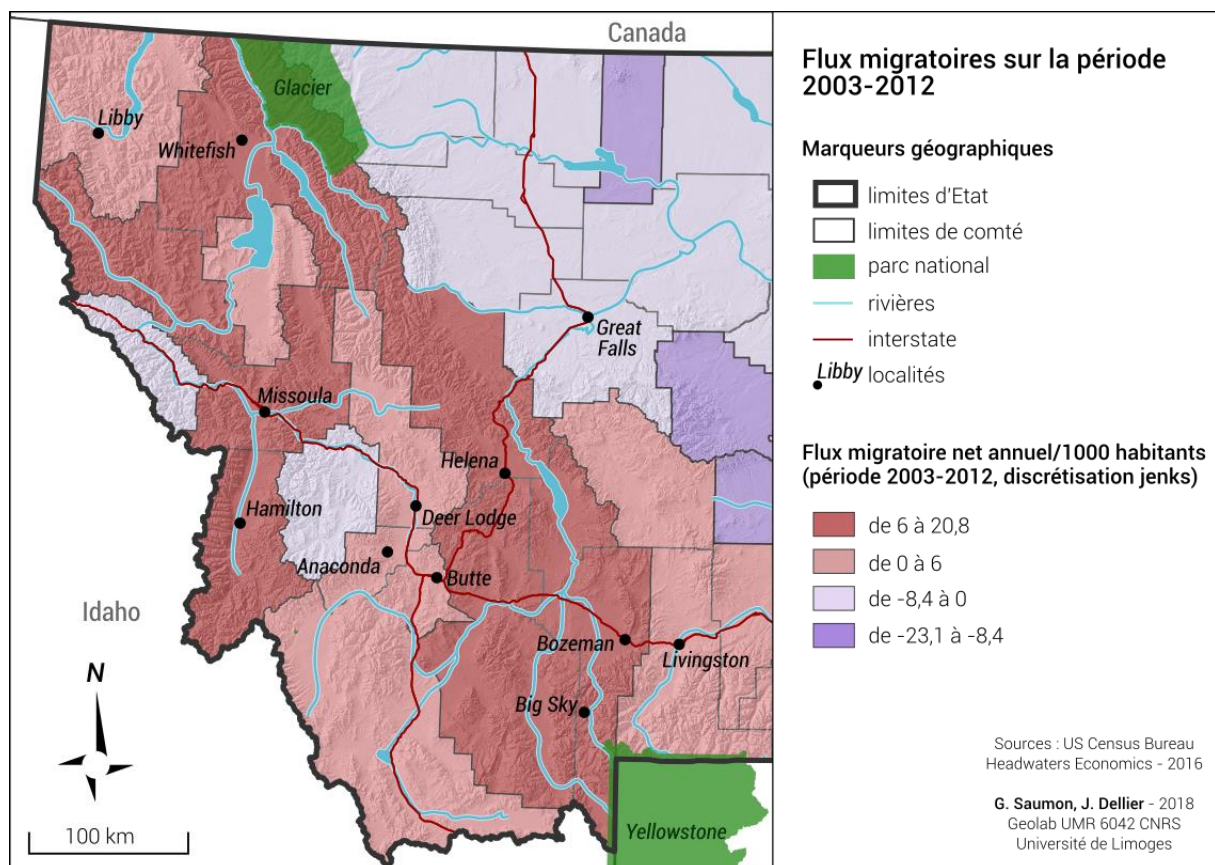 Canada
Glacier
Libby
Whitefish
Great
Falls
Missoula
Helena
Hamilton
Deer Lodge
Anaconda
Butte
Idaho
Bozeman
Livingston
Big Sky
N
100 km
Yellowstone
Flux migratoires sur la période
2003-2012
Marqueurs géographiques
limites d'Etat
limites de comté
parc national
rivières
interstate
Libby localités
Flux migratoire net annuel/1000 habitants
(période 2003-2012, discrétisation jenks)
de 6 à 20,8
de 0 à 6
de -8,4 à 0
de -23,1 à -8,4
Sources : US Census Bureau
Headwaters Economics - 2016
G. Saumon, J. Dellier - 2018
Geolab UMR 6042 CNRS
Université de Limoges